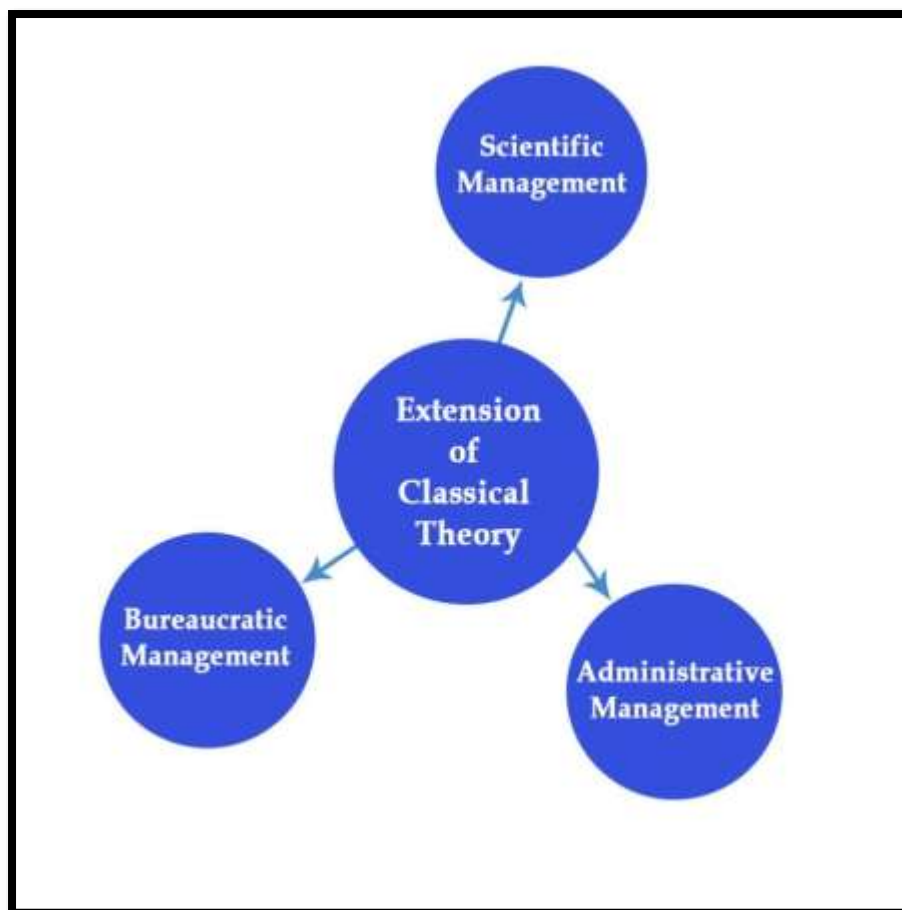 Scientific
Management
Extension
of
Classical
Theory
Bureaucratic
Management
Administrative
Management